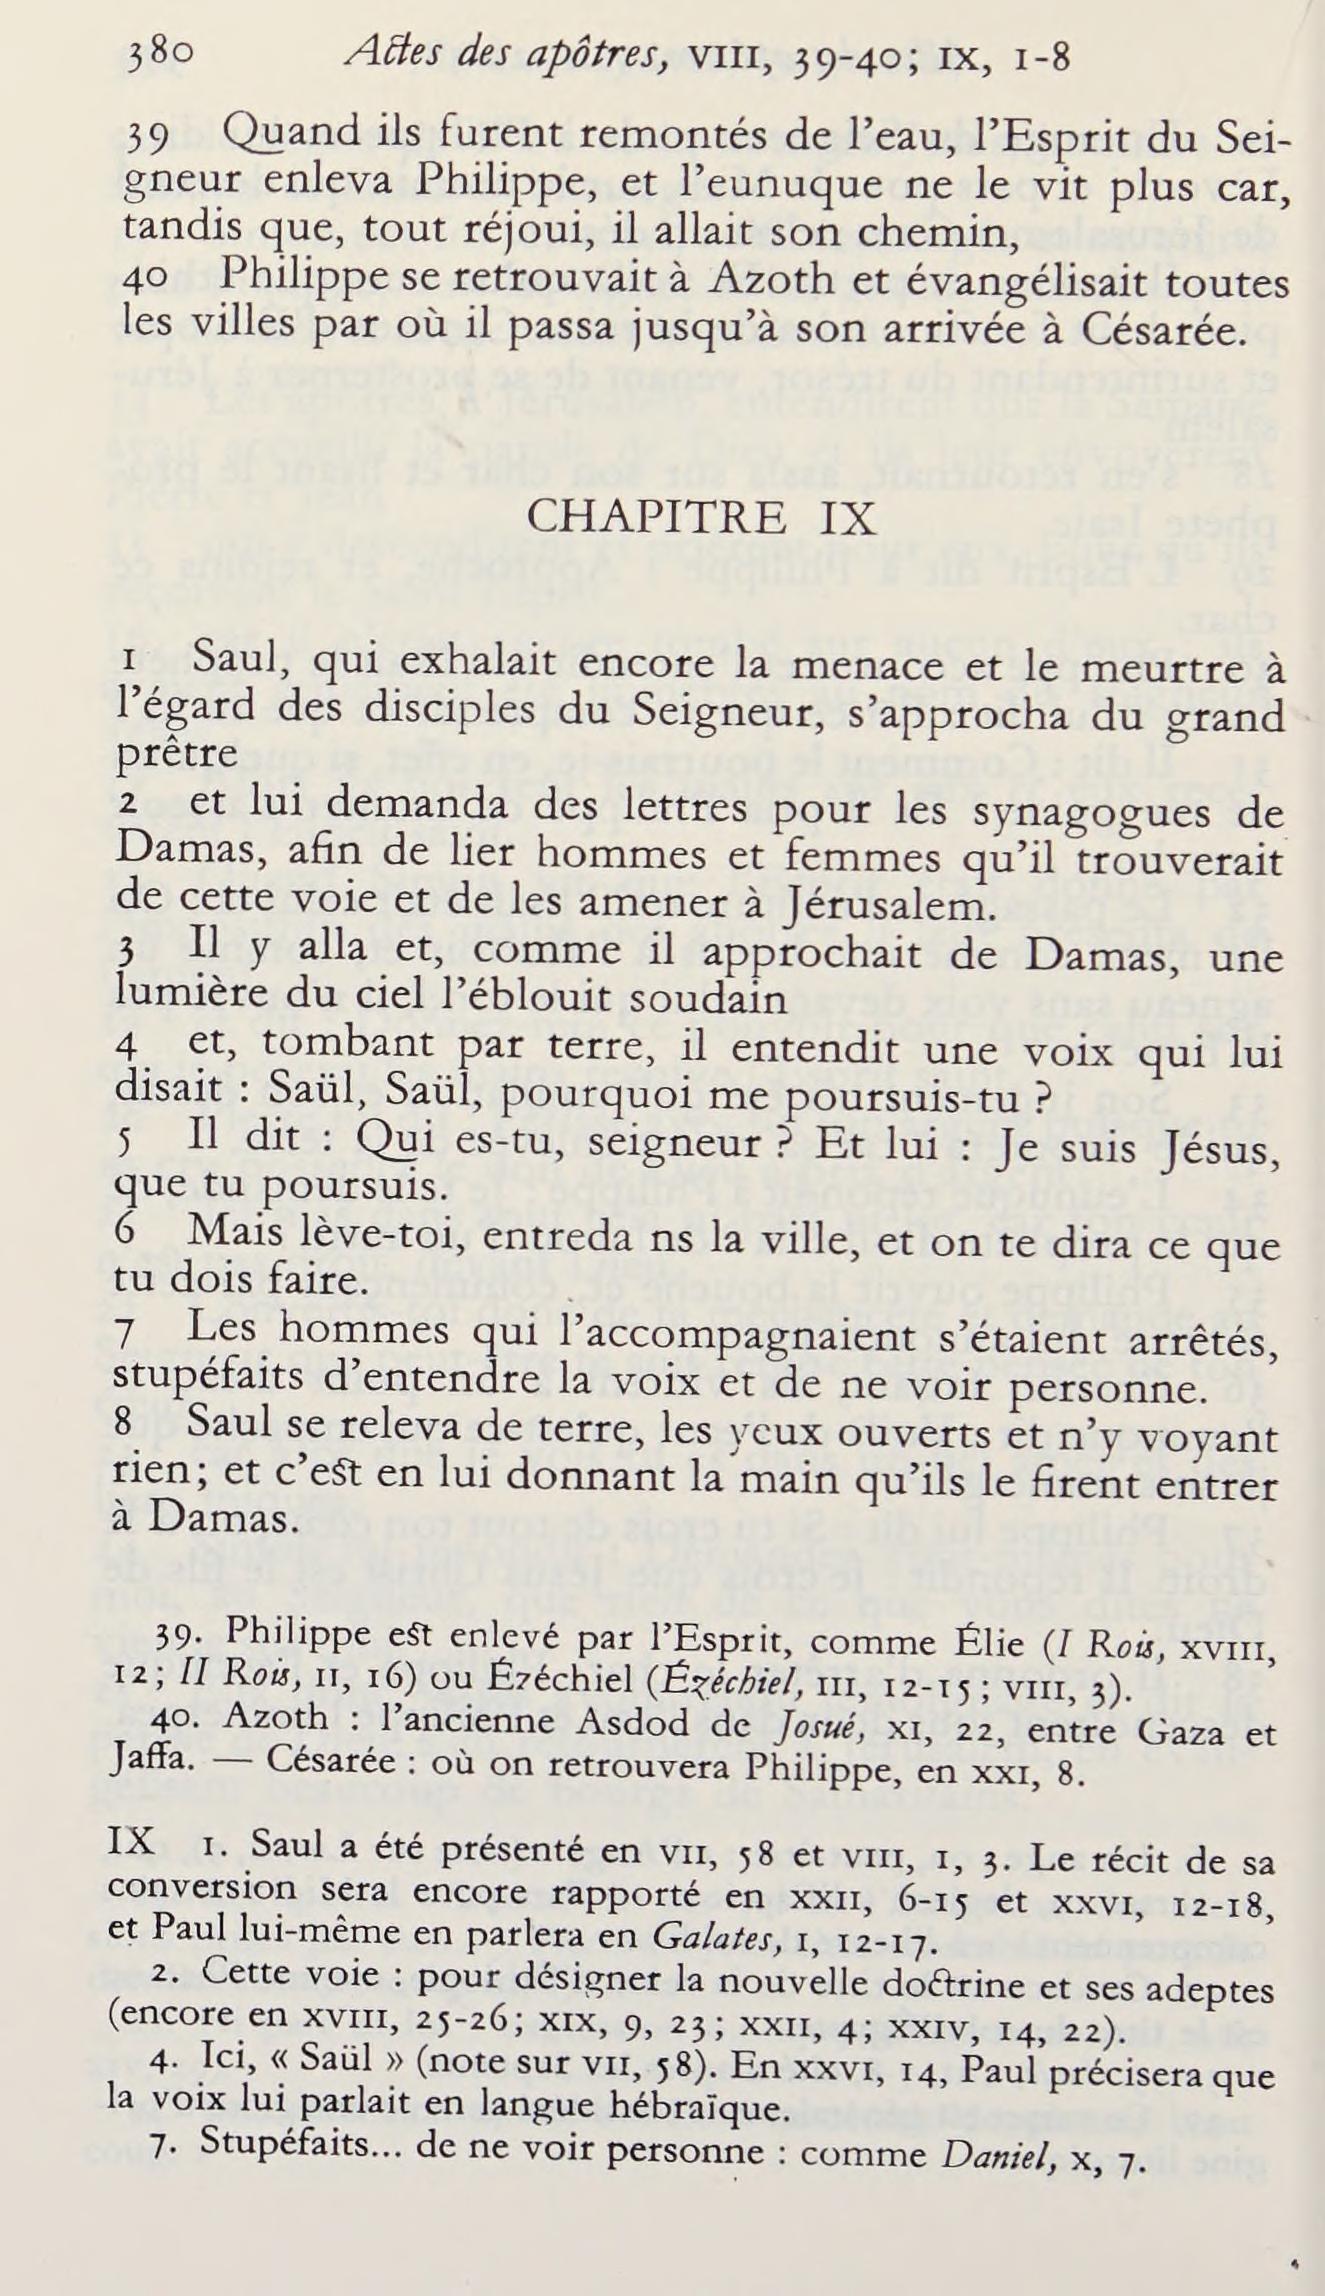 380 Actes des apôtres, VIII, 39-40; IX, 1-8
39 Quand ils furent remontés de l'eau, l'Esprit du Sei-
gneur enleva Philippe, et l'eunuque ne le vit plus car,
tandis que, tout réjoui, il allait son chemin,
40 Philippe se retrouvait à Azoth et évangélisait toutes
les villes par où il passa jusqu'à son arrivée à Césarée.
CHAPITRE IX
1 Saul, qui exhalait encore la menace et le meurtre à
l'égard des disciples du Seigneur, s'approcha du grand
prêtre
2 et lui demanda des lettres pour les synagogues de
Damas, afin de lier hommes et femmes qu'il trouverait
de cette voie et de les amener à Jérusalem.
3 Il y alla et, comme il approchait de Damas, une
lumière du ciel l'éblouit soudain
4 et, tombant par terre, il entendit une voix qui lui
disait : Saül, Saül, pourquoi me poursuis-tu ?
5 Il dit : Qui es-tu, seigneur ? Et lui : Je suis Jésus,
que tu poursuis.
6 Mais lève-toi, entreda ns la ville, et on te dira ce que
tu dois faire.
7 Les hommes qui l'accompagnaient s'étaient arrêtés,
stupéfaits d'entendre la voix et de ne voir personne.
8 Saul se releva de terre, les yeux ouverts et n'y voyant
rien; et c'est en lui donnant la main qu'ils le firent entrer
à Damas.
39. Philippe est enlevé par l'Esprit, comme Élie (I Rois, XVIII,
12; II Rois, II, 16) ou Ézéchiel (Ézéchiel, III, 12-15 ; VIII, 3).
40. Azoth : l'ancienne Asdod de Josué, XI, 22, entre Gaza et
Jaffa. — Césarée : où on retrouvera Philippe, en XXI, 8.
IX 1. Saul a été présenté en VII, 58 et VIII, 1, 3. Le récit de sa
conversion sera encore rapporté en XXII, 6-15 et XXVI, 12-18,
et Paul lui-même en parlera en Galates, I, 12-17.
2. Cette voie : pour désigner la nouvelle doctrine et ses adeptes
(encore en XVIII, 25-26; XIX, 9, 23; XXII, 4; XXIV, 14, 22).
4. Ici, « Saül » (note sur VII, 58). En XXVI, 14, Paul précisera que
la voix lui parlait en langue hébraïque.
7. Stupéfaits... de ne voir personne : comme Daniel, X, 7.